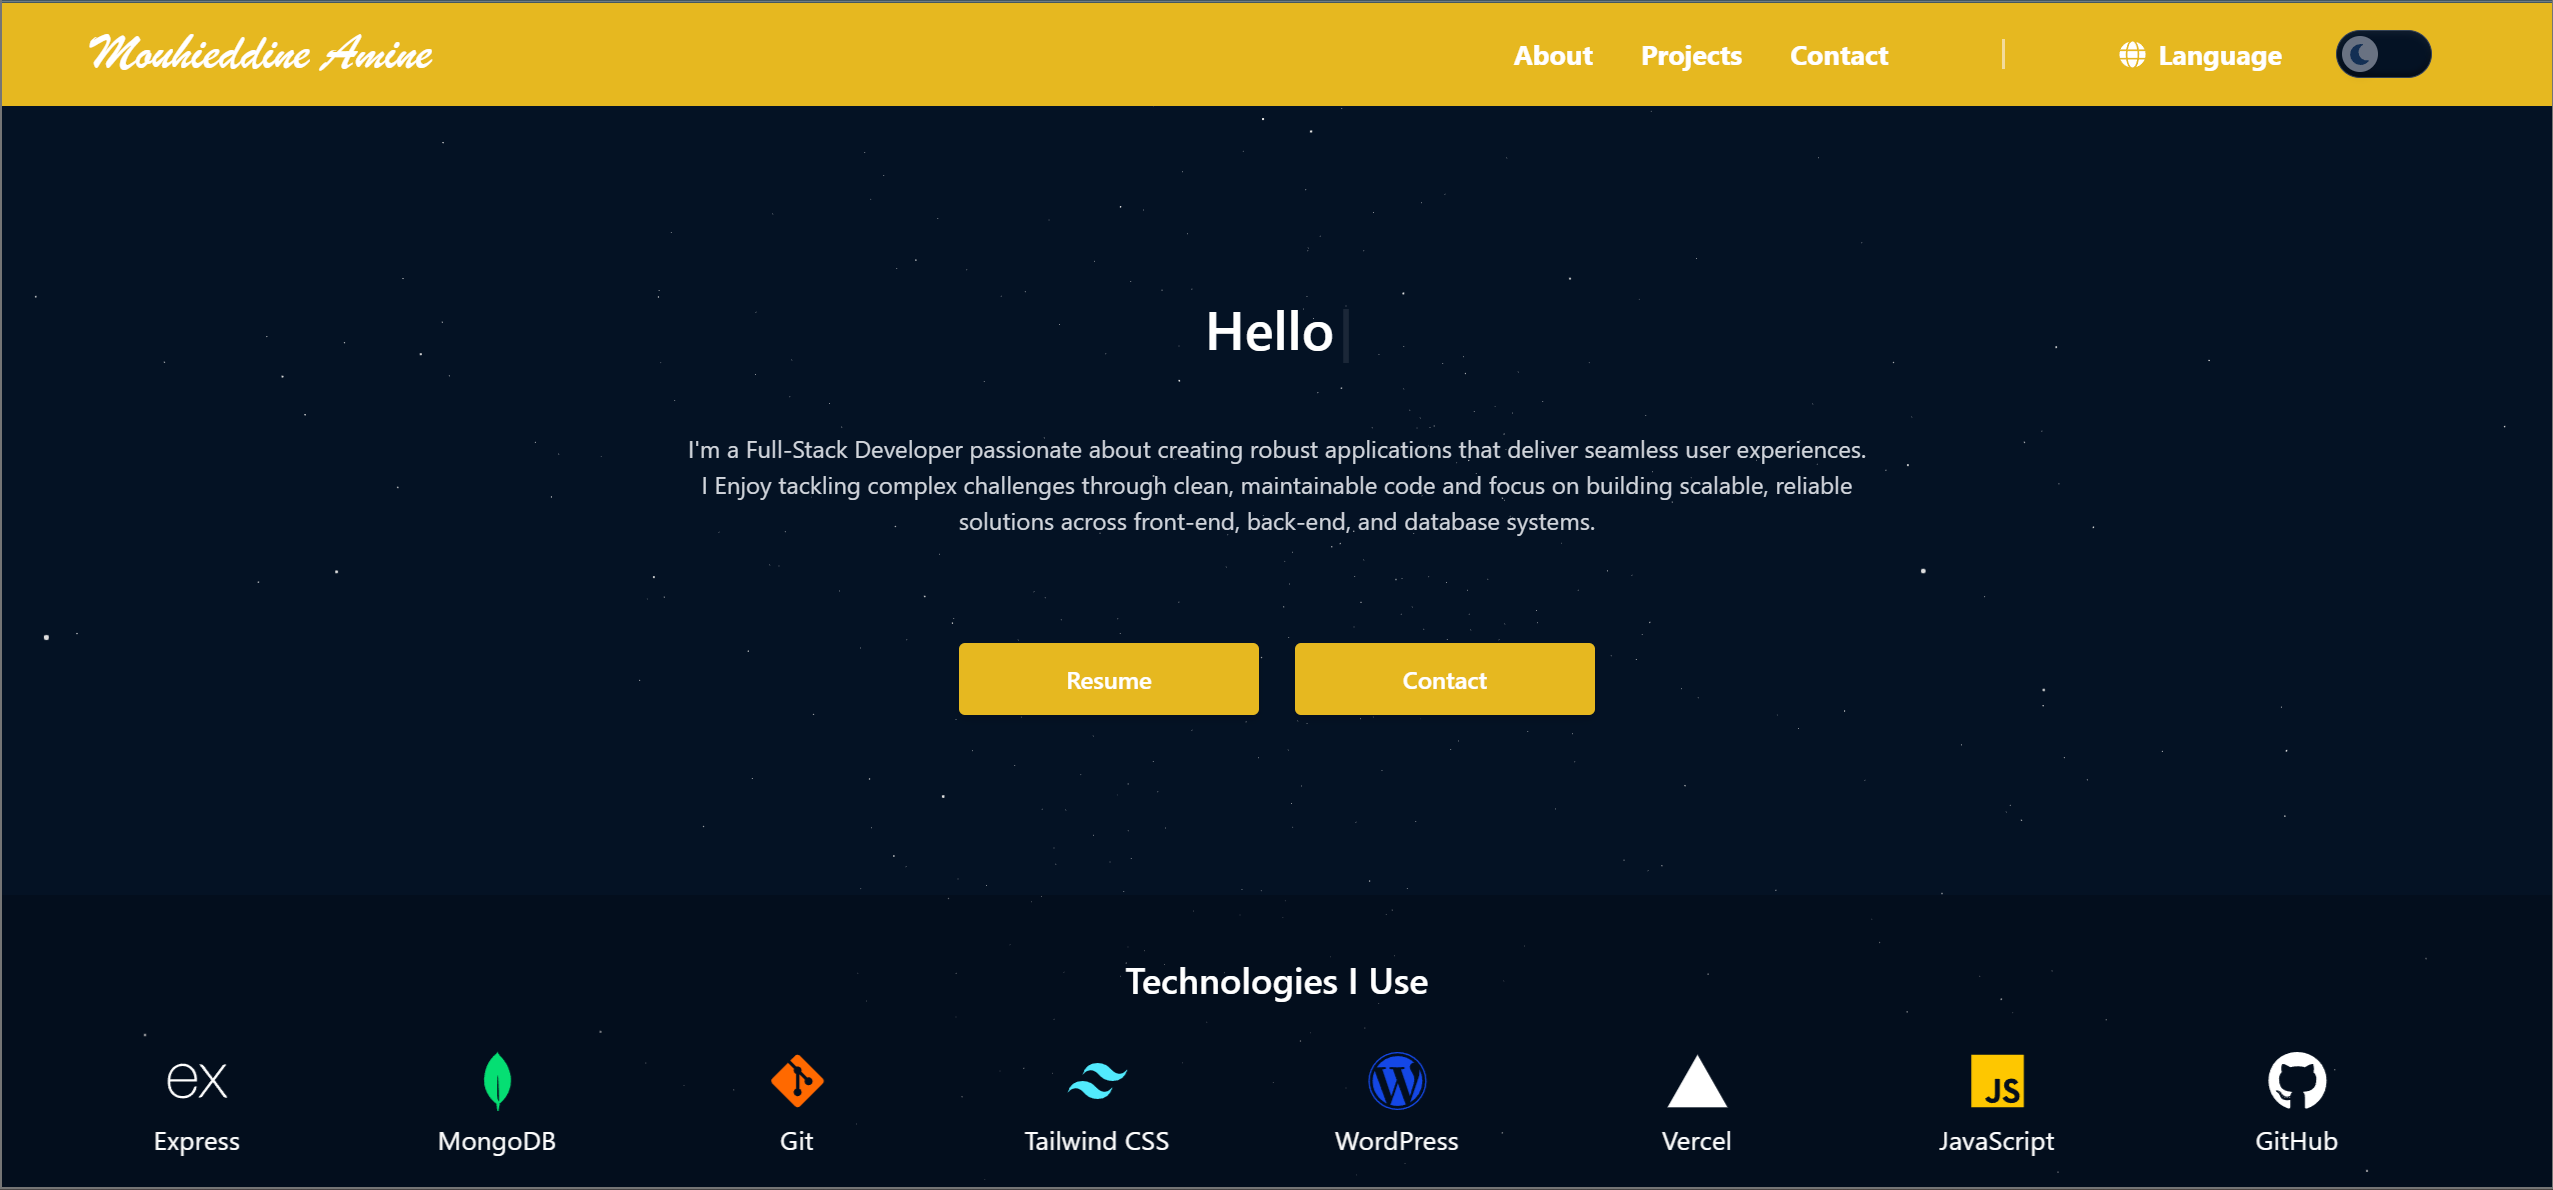 Mouhieddine Amine
About Projects Contact | Language
Hello
I'm a Full-Stack Developer passionate about creating robust applications that deliver seamless user experiences.
I Enjoy tackling complex challenges through clean, maintainable code and focus on building scalable, reliable
solutions across front-end, back-end, and database systems.
Resume Contact
Technologies I Use
ex
JS
Express MongoDB Git Tailwind CSS WordPress Vercel JavaScript GitHub